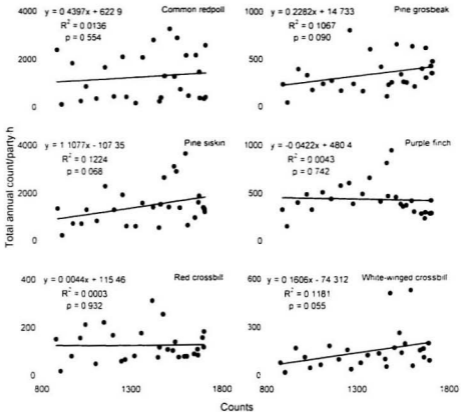 4000
y = 0.4397x + 622.9
Common redpoll
R² = 0.0136
p = 0.554
2000
0
1000
y = 0.2282x + 14.733
Pine grosbeak
R² = 0.1067
p = 0.090
500
0
4000
y = 1.1077x - 107.35
Pine siskin
R² = 0.1224
p = 0.068
2000
0
1000
y = -0.0422x + 480.4
Purple finch
R² = 0.0043
p = 0.742
500
0
400
y = 0.0044x + 115.46
Red crossbill
R² = 0.0003
p = 0.932
200
0
600
y = 0.1606x - 74.312
White-winged crossbill
R² = 0.1181
p = 0.055
300
0
800
1300
1800
800
1300
1800
Total annual count/party h
Counts